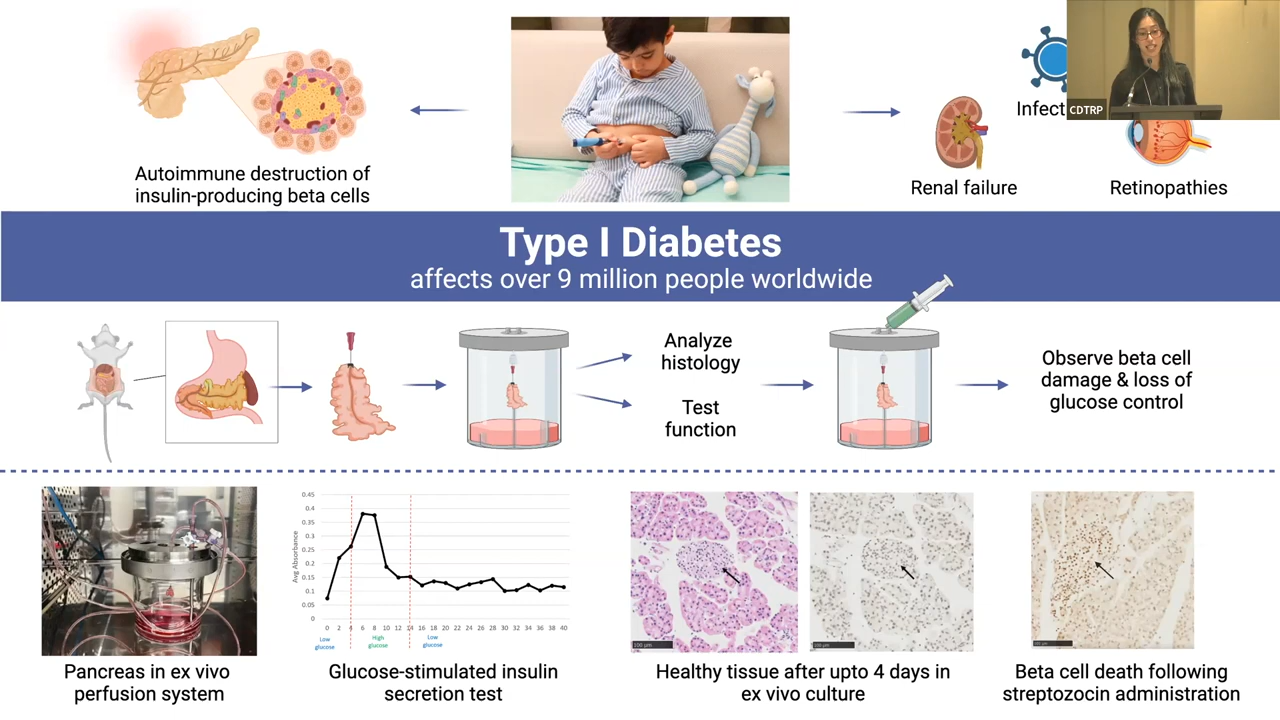 Infect
CDTRP
Autoimmune destruction of
insulin-producing beta cells
Renal failure
Retinopathies
Type I Diabetes
affects over 9 million people worldwide
Analyze
histology
Test
function
Observe beta cell
damage & loss of
glucose control
0.45
0.4
0.35
0.3
0.25
0.2
0.15
0.1
0.05
0
Avg Absorbance
0 2 4 6 8 10 12 14 16 18 20 22 24 26 28 30 32 34 36 38 40
Low
glucose
High
glucose
Low
glucose
100 µm
100 µm
Pancreas in ex vivo
perfusion system
Glucose-stimulated insulin
secretion test
Healthy tissue after upto 4 days in
ex vivo culture
Beta cell death following
streptozocin administration